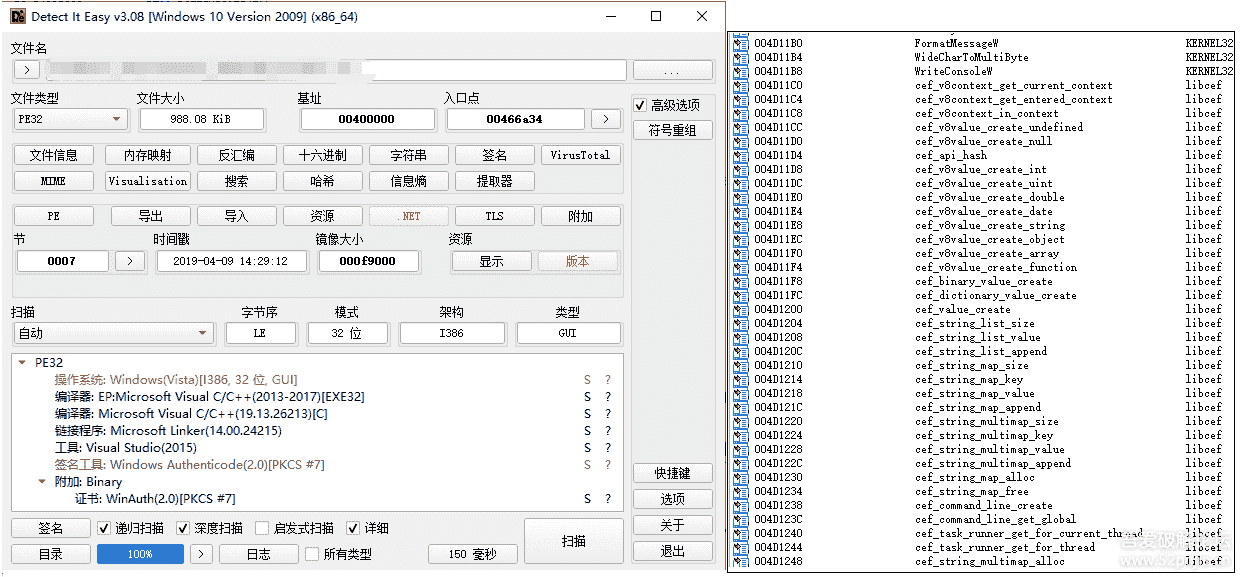 Detect It Easy v3.08 [Windows 10 Version 2009] (x86_64)
文件名
> ...
文件类型 文件大小 基址 入口点
PE32 988.08 KiB 00400000 00466a34 >
高级选项
符号重组
文件信息 内存映射 反汇编 十六进制 字符串 签名 VirusTotal
MIME Visualisation 搜索 哈希 信息熵 提取器
PE 导出 导入 资源 .NET TLS 附加
节 时间戳 镜像大小 资源
0007 > 2019-04-09 14:29:12 000f9000 显示 版本
扫描 字节序 模式 架构 类型
自动 LE 32 位 I386 GUI
PE32
操作系统: Windows(Vista)[I386, 32 位, GUI] S ?
编译器: EP:Microsoft Visual C/C++(2013-2017)[EXE32] S ?
编译器: Microsoft Visual C/C++(19.13.26213)[C] S ?
链接程序: Microsoft Linker(14.00.24215) S ?
工具: Visual Studio(2015) S ?
签名工具: Windows Authenticode(2.0)[PKCS #7] S ?
附加: Binary
证书: WinAuth(2.0)[PKCS #7] S ?
快捷键
选项
关于
退出
签名 递归扫描 深度扫描 启发式扫描 详细
目录 100% > 日志 所有类型 150 毫秒 扫描
004D11B0 FormatMessageW KERNEL32
004D11B4 WideCharToMultiByte KERNEL32
004D11B8 WriteConsoleW KERNEL32
004D11C0 cef_v8context_get_current_context libcef
004D11C4 cef_v8context_get_entered_context libcef
004D11C8 cef_v8context_in_context libcef
004D11CC cef_v8value_create_undefined libcef
004D11D0 cef_v8value_create_null libcef
004D11D4 cef_api_hash libcef
004D11D8 cef_v8value_create_int libcef
004D11DC cef_v8value_create_uint libcef
004D11E0 cef_v8value_create_double libcef
004D11E4 cef_v8value_create_date libcef
004D11E8 cef_v8value_create_string libcef
004D11EC cef_v8value_create_object libcef
004D11F0 cef_v8value_create_array libcef
004D11F4 cef_v8value_create_function libcef
004D11F8 cef_binary_value_create libcef
004D11FC cef_dictionary_value_create libcef
004D1200 cef_value_create libcef
004D1204 cef_string_list_size libcef
004D1208 cef_string_list_value libcef
004D120C cef_string_list_append libcef
004D1210 cef_string_map_size libcef
004D1214 cef_string_map_key libcef
004D1218 cef_string_map_value libcef
004D121C cef_string_map_append libcef
004D1220 cef_string_multimap_size libcef
004D1224 cef_string_multimap_key libcef
004D1228 cef_string_multimap_value libcef
004D122C cef_string_multimap_append libcef
004D1230 cef_string_map_alloc libcef
004D1234 cef_string_map_free libcef
004D1238 cef_command_line_create libcef
004D123C cef_command_line_get_global libcef
004D1240 cef_task_runner_get_for_current_thread libcef
004D1244 cef_task_runner_get_for_thread libcef
004D1248 cef_string_multimap_alloc libcef
吾爱破解论坛
www.52pojie.cn